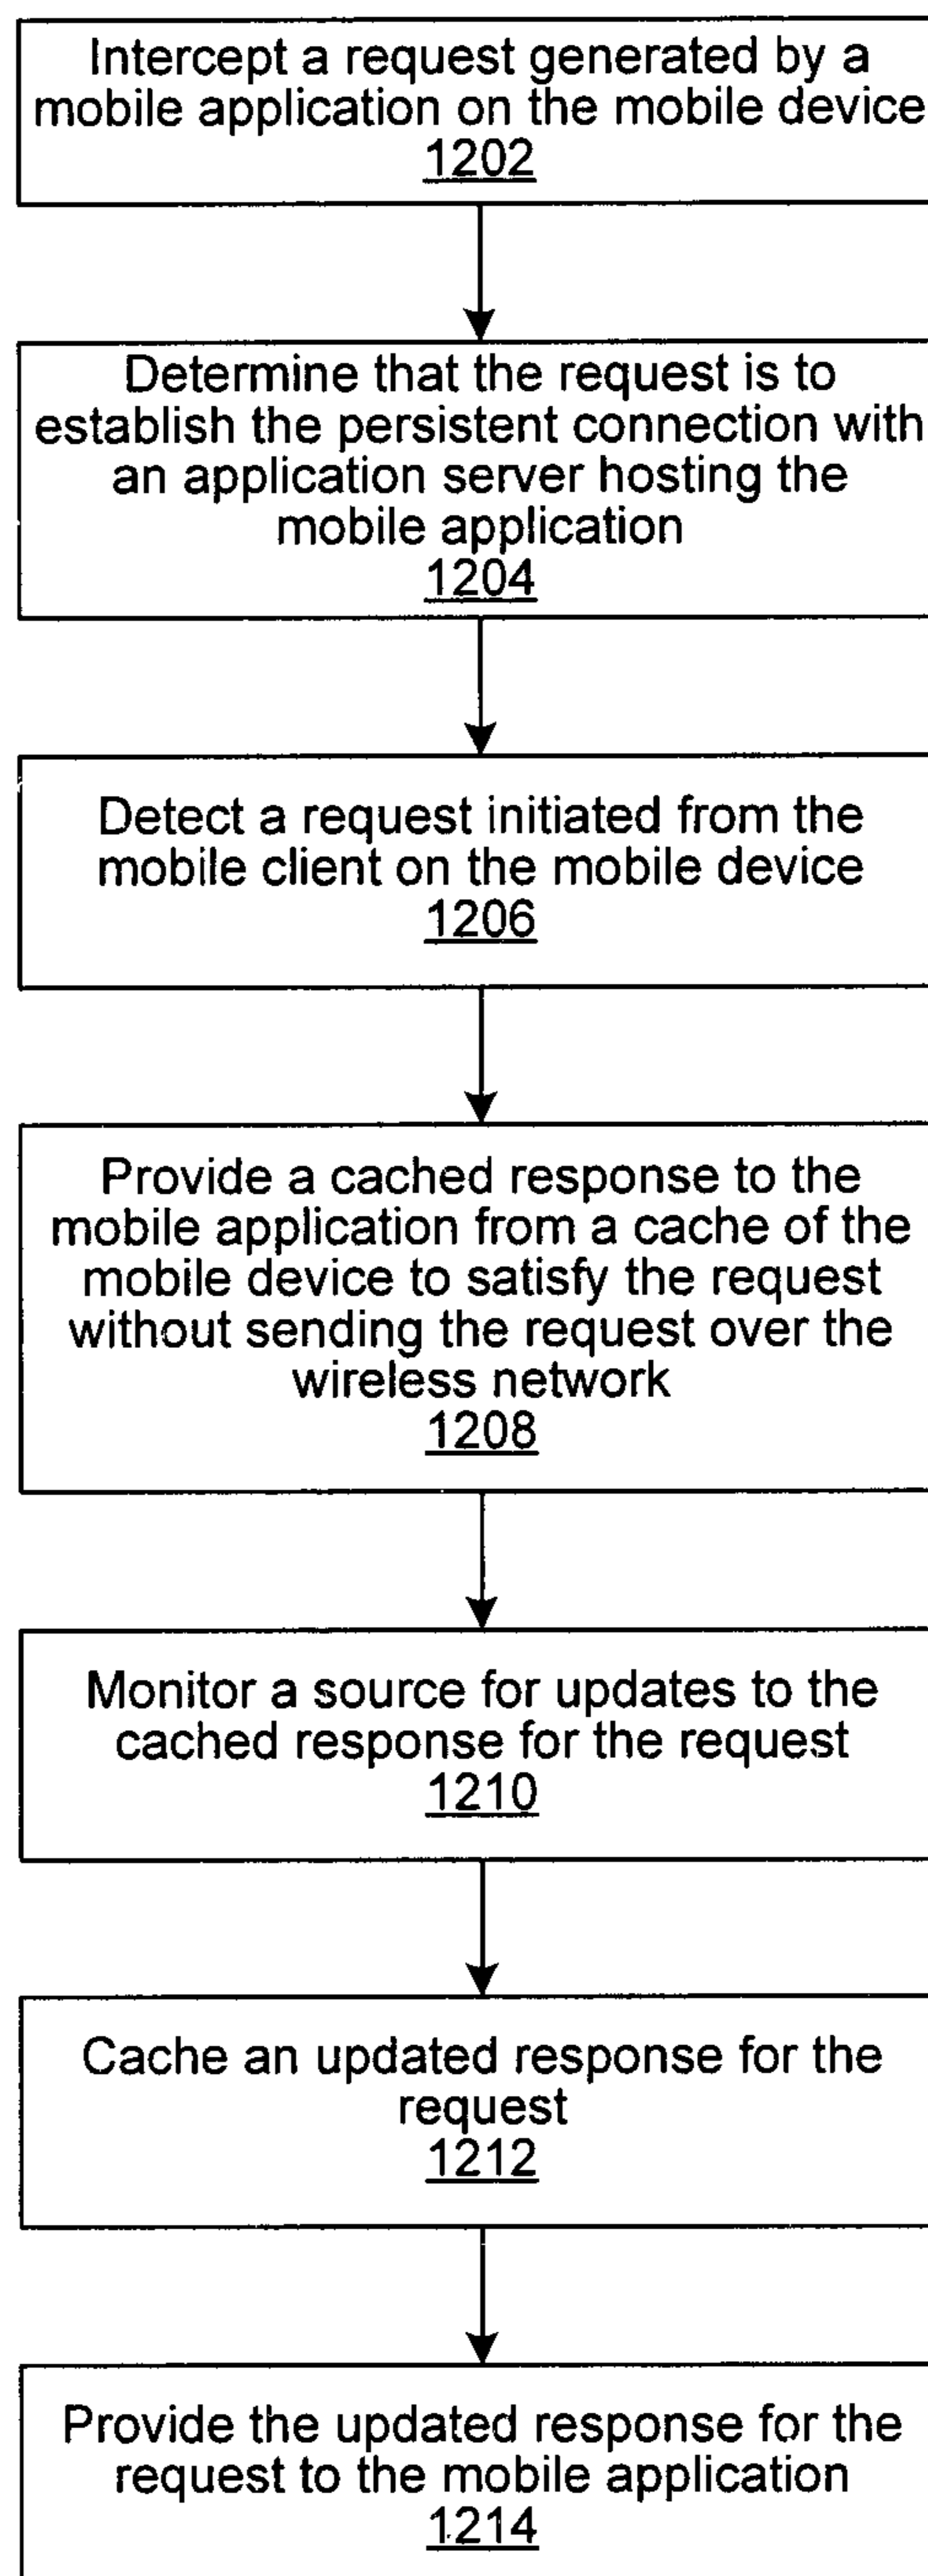 Intercept a request generated by a
mobile application on the mobile device
1202
Determine that the request is to
establish the persistent connection with
an application server hosting the
mobile application
1204
Detect a request initiated from the
mobile client on the mobile device
1206
Provide a cached response to the
mobile application from a cache of the
mobile device to satisfy the request
without sending the request over the
wireless network
1208
Monitor a source for updates to the
cached response for the request
1210
Cache an updated response for the
request
1212
Provide the updated response for the
request to the mobile application
1214